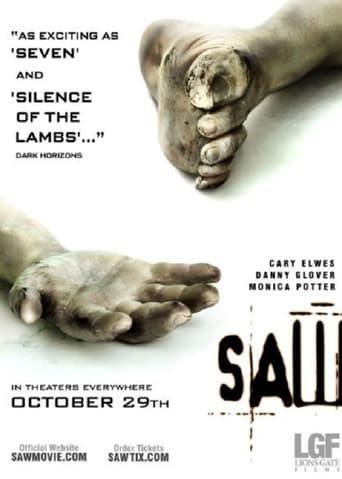 "AS EXCITING AS
'SEVEN'
AND
'SILENCE
OF THE
LAMBS'..."
DARK HORIZONS
CARY ELWES
DANNY GLOVER
MONICA POTTER
SAW
IN THEATERS EVERYWHERE
OCTOBER 29TH
Official Website
SAWMOVIE.COM
Order Tickets
SAWTIX.COM
LGF
LIONS GATE
FILMS